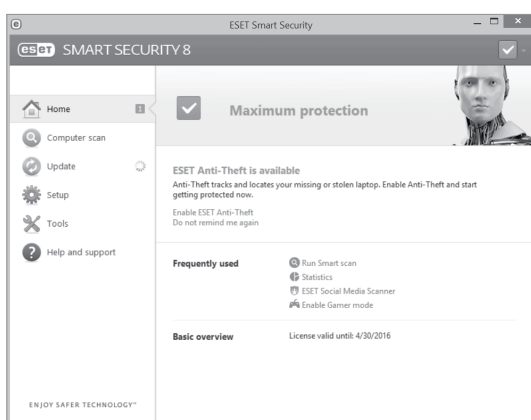 ESET Smart Security
eset SMART SECURITY 8
Home 1
Computer scan
Update
Setup
Tools
Help and support
ENJOY SAFER TECHNOLOGY™
Maximum protection
ESET Anti-Theft is available
Anti-Theft tracks and locates your missing or stolen laptop. Enable Anti-Theft and start
getting protected now.
Enable ESET Anti-Theft
Do not remind me again
Frequently used
Run Smart scan
Statistics
ESET Social Media Scanner
Enable Gamer mode
Basic overview
License valid until: 4/30/2016